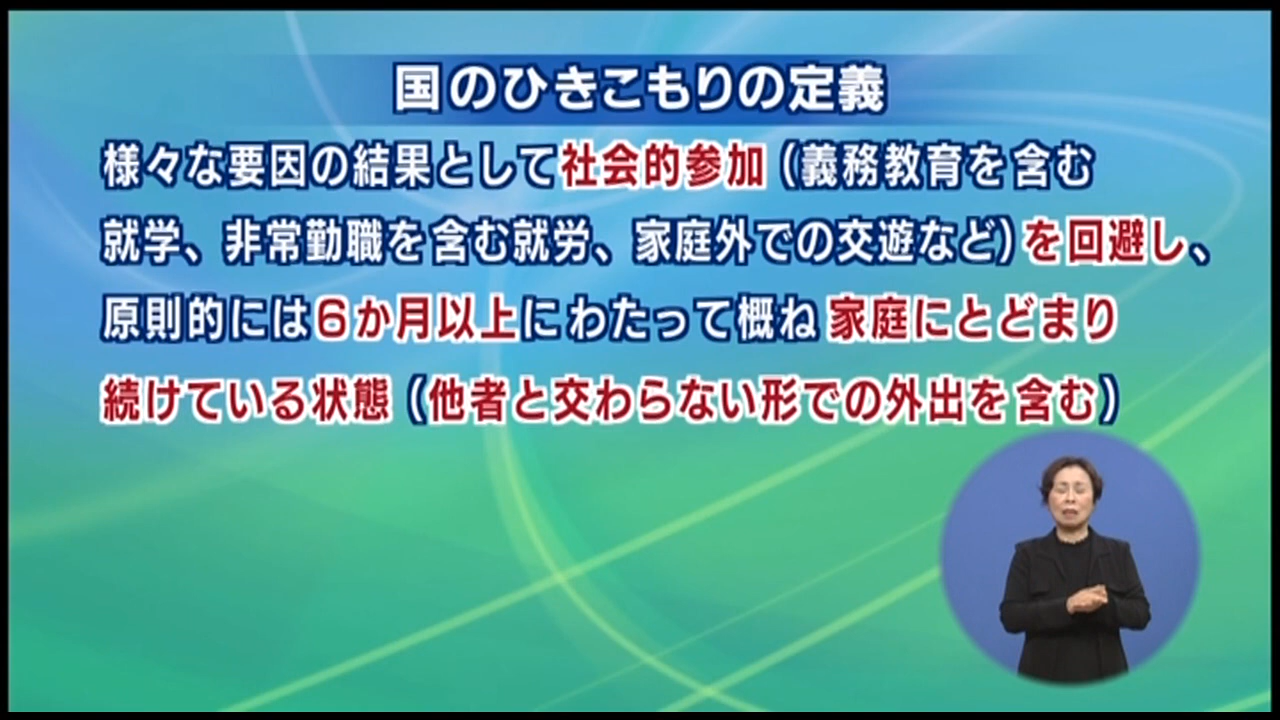 国のひきこもりの定義
様々な要因の結果として社会的参加（義務教育を含む
就学、非常勤職を含む就労、家庭外での交遊など）を回避し、
原則的には６か月以上にわたって概ね家庭にとどまり
続けている状態（他者と交わらない形での外出を含む）